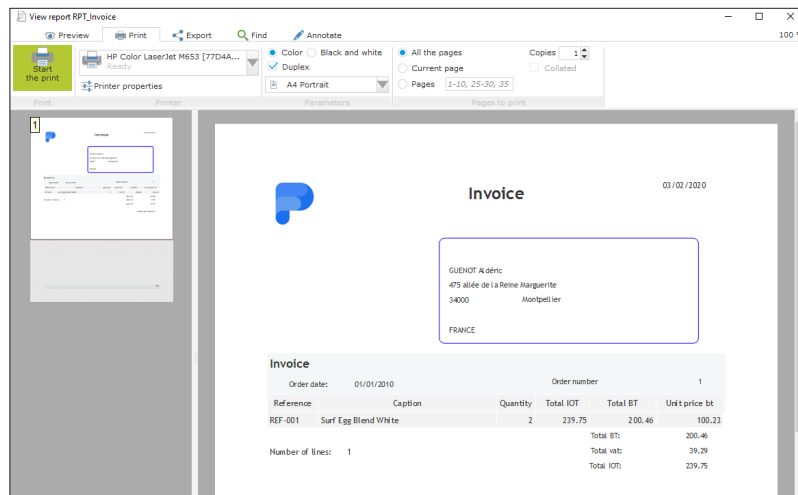 View report RPT_Invoice
Preview Print Export Find Annotate 100 %
Start the print
HP Color LaserJet M653 [77D4A...
Ready
Printer properties
Color Black and white
Duplex
A4 Portrait
All the pages Copies 1
Current page Collated
Pages 1-10, 25-30, 35
Print Printer Parameters Pages to print
1
Invoice 03/02/2020
GUENOT Aldéric
475 allée de la Reine Marguerite
34000 Montpellier
FRANCE
Invoice
Order date: 01/01/2010 Order number 1
Reference Caption Quantity Total IOT Total BT Unit price bt
REF-001 Surf Egg Blend White 2 239.75 200.46 100.23
Total BT: 200.46
Number of lines: 1 Total vat: 39.29
Total IOT: 239.75